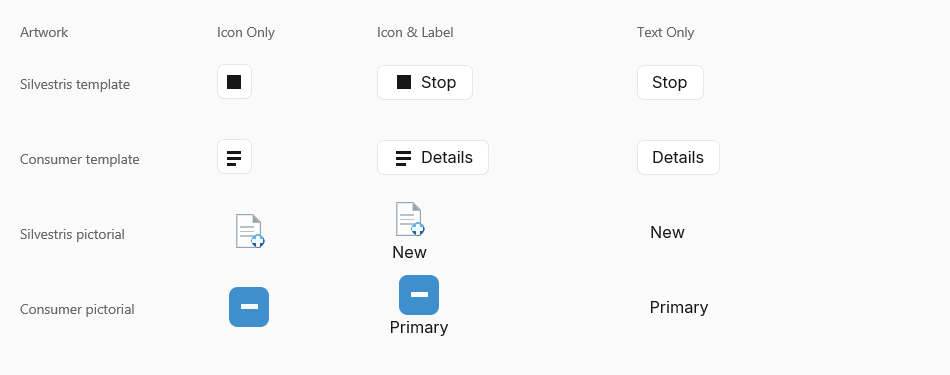 Artwork Icon Only Icon & Label Text Only
Silvestris template Stop Stop
Consumer template Details Details
Silvestris pictorial New New
Consumer pictorial Primary Primary